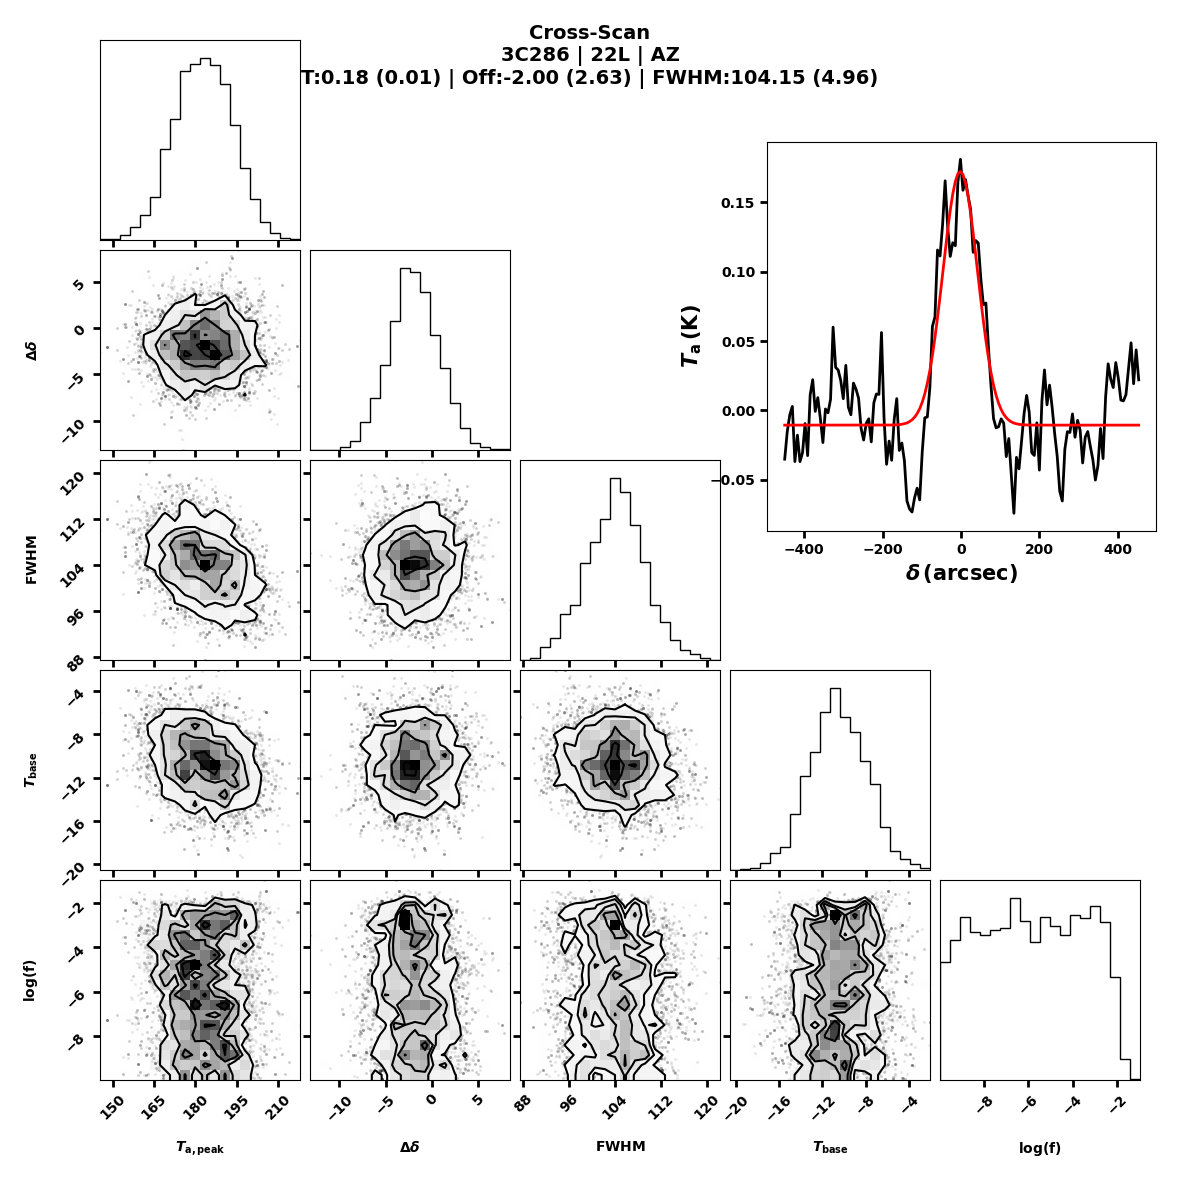 Cross-Scan
3C286 | 22L | AZ
T:0.18 (0.01) | Off:-2.00 (2.63) | FWHM:104.15 (4.96)
0.15
0.10
0.05
0.00
−0.05
Ta (K)
−400 −200 0 200 400
δ (arcsec)
5
0
−5
−10
Δδ
120
112
104
96
88
FWHM
−4
−8
−12
−16
−20
Tbase
−2
−4
−6
−8
log(f)
150 165 180 195 210
−10 −5 0 5
88 96 104 112 120
−20 −16 −12 −8 −4
−8 −6 −4 −2
Ta,peak Δδ FWHM Tbase log(f)